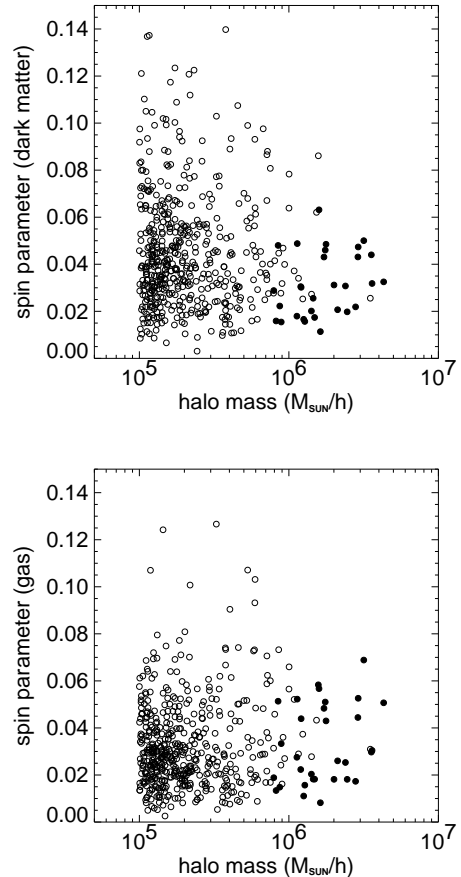 0.14
0.12
0.10
0.08
0.06
0.04
0.02
0.00
spin parameter (dark matter)
10^5 10^6 10^7
halo mass (M_SUN/h)
0.14
0.12
0.10
0.08
0.06
0.04
0.02
0.00
spin parameter (gas)
10^5 10^6 10^7
halo mass (M_SUN/h)